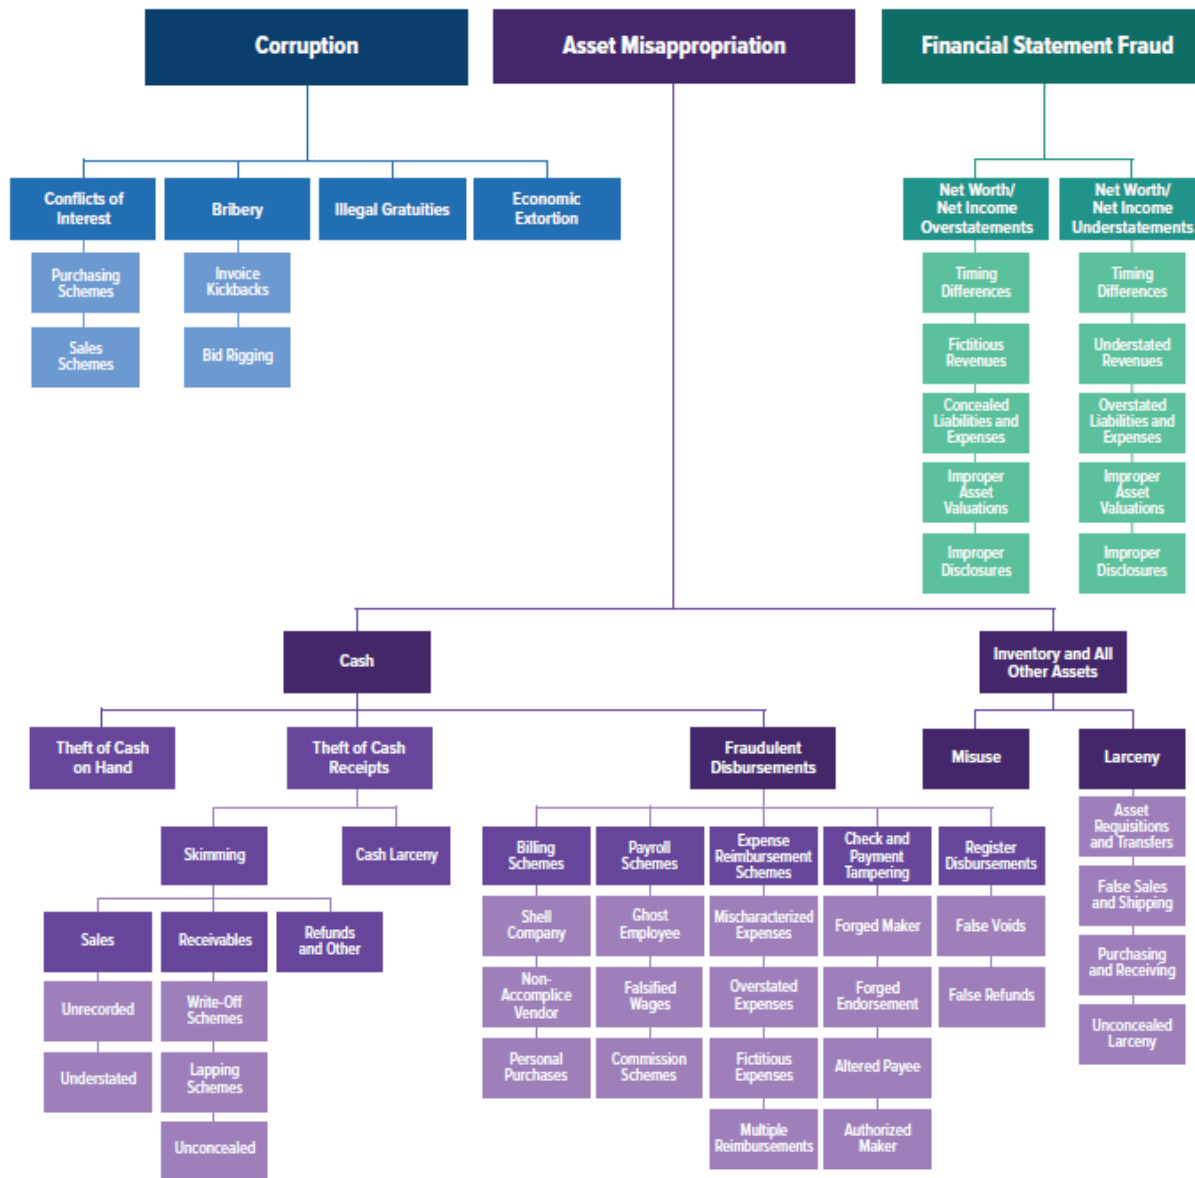 Corruption
Asset Misappropriation
Financial Statement Fraud
Conflicts of
Interest
Bribery
Illegal Gratuities
Economic
Extortion
Net Worth/
Net Income
Overstatements
Net Worth/
Net Income
Understatements
Purchasing
Schemes
Sales
Schemes
Invoice
Kickbacks
Bid Rigging
Timing
Differences
Fictitious
Revenues
Concealed
Liabilities and
Expenses
Improper
Asset
Valuations
Improper
Disclosures
Timing
Differences
Understated
Revenues
Overstated
Liabilities and
Expenses
Improper
Asset
Valuations
Improper
Disclosures
Cash
Inventory and All
Other Assets
Theft of Cash
on Hand
Theft of Cash
Receipts
Fraudulent
Disbursements
Misuse
Larceny
Skimming
Cash Larceny
Sales
Receivables
Refunds
and Other
Unrecorded
Understated
Write-Off
Schemes
Lapping
Schemes
Unconcealed
Billing
Schemes
Shell
Company
Non-
Accomplice
Vendor
Personal
Purchases
Payroll
Schemes
Ghost
Employee
Falsified
Wages
Commission
Schemes
Expense
Reimbursement
Schemes
Mischaracterized
Expenses
Overstated
Expenses
Fictitious
Expenses
Multiple
Reimbursements
Check and
Payment
Tampering
Forged Maker
Forged
Endorsement
Altered Payee
Authorized
Maker
Register
Disbursements
False Voids
False Refunds
Asset
Requisitions
and Transfers
False Sales
and Shipping
Purchasing
and Receiving
Unconcealed
Larceny